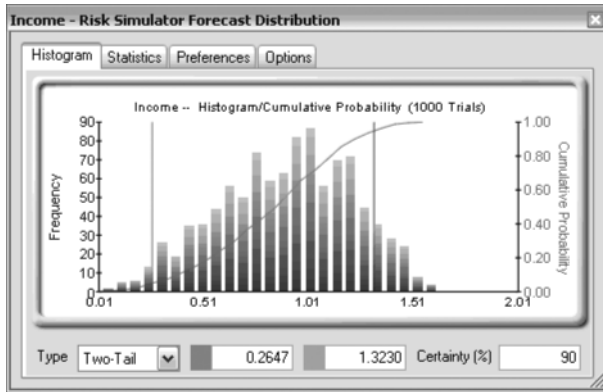 Income - Risk Simulator Forecast Distribution
Histogram Statistics Preferences Options
Income -- Histogram/Cumulative Probability (1000 Trials)
Frequency
90
80
70
60
50
40
30
20
10
0
0.01 0.51 1.01 1.51 2.01
1.00
0.80
0.60
0.40
0.20
0.00
Cumulative Probability
Type Two-Tail 0.2647 1.3230 Certainty (%) 90